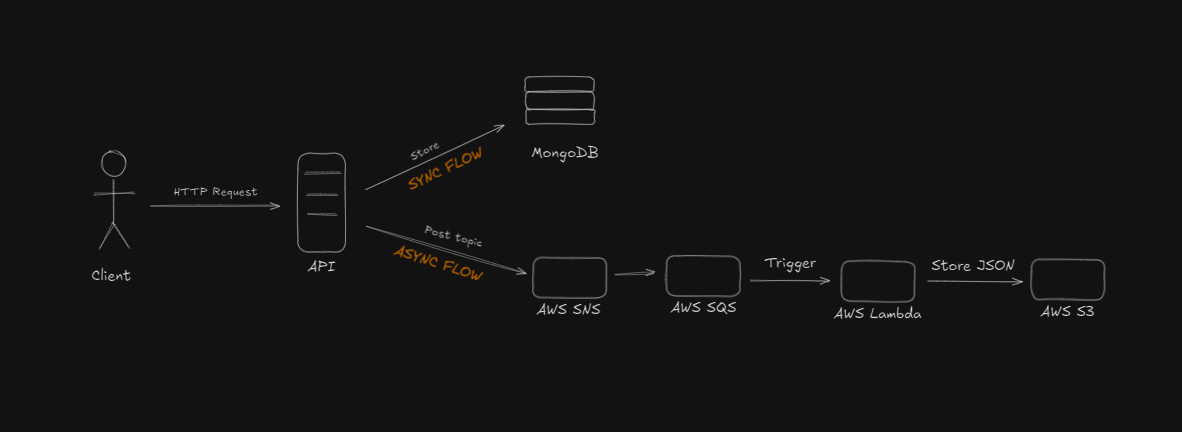 Store
SYNC FLOW
MongoDB
HTTP Request
Client
API
Post topic
ASYNC FLOW
AWS SNS
AWS SQS
Trigger
AWS Lambda
Store JSON
AWS S3